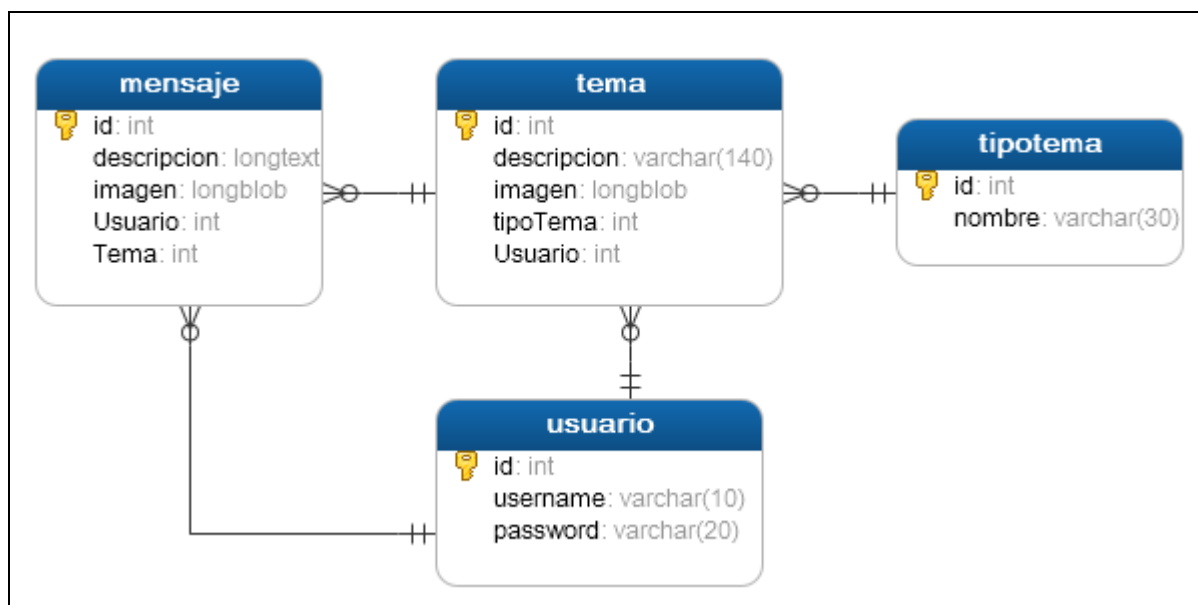 mensaje
id: int
descripcion: longtext
imagen: longblob
Usuario: int
Tema: int
tema
id: int
descripcion: varchar(140)
imagen: longblob
tipoTema: int
Usuario: int
tipotema
id: int
nombre: varchar(30)
usuario
id: int
username: varchar(10)
password: varchar(20)